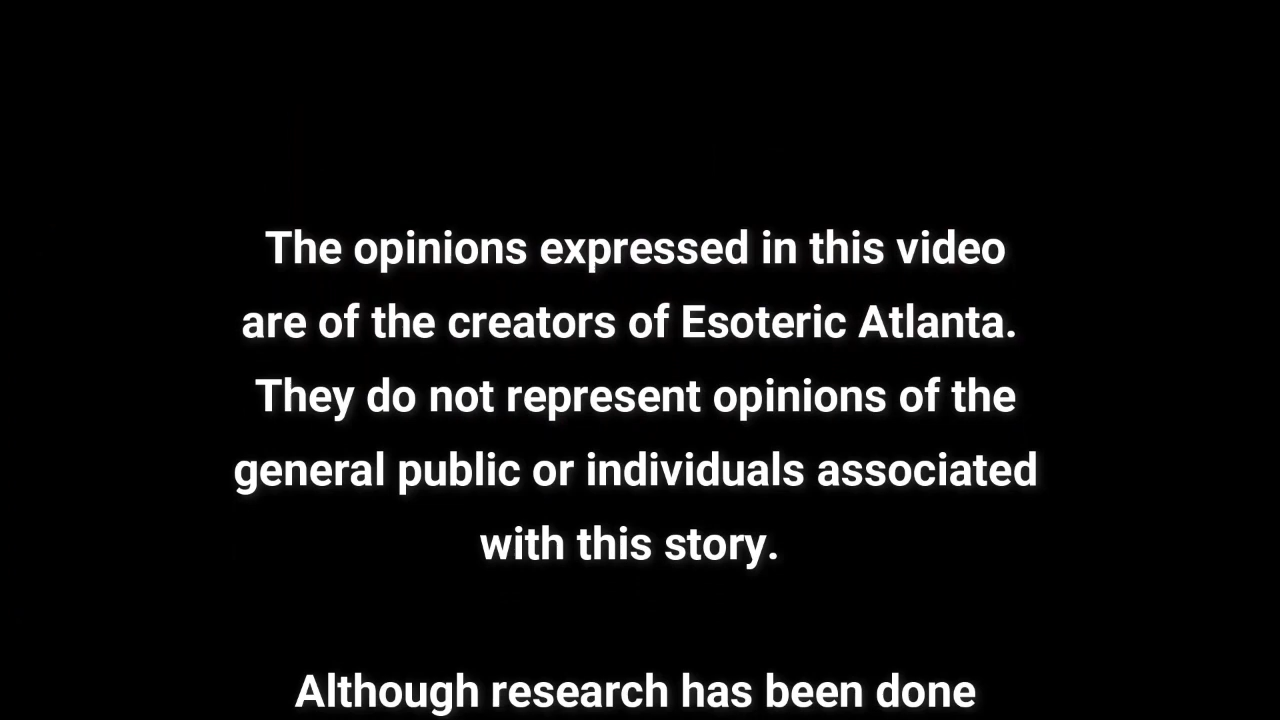 The opinions expressed in this video
are of the creators of Esoteric Atlanta.
They do not represent opinions of the
general public or individuals associated
with this story.
Although research has been done